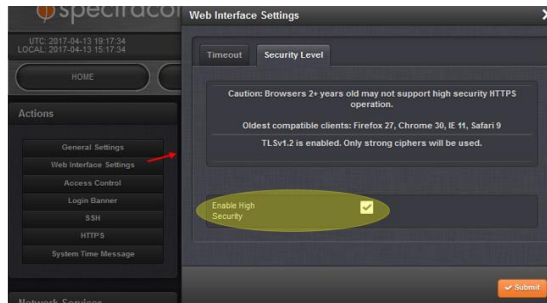 spectracom
Web Interface Settings
UTC: 2017-04-13 19:17:34
LOCAL: 2017-04-13 15:17:34
HOME
Actions
General Settings
Web Interface Settings
Access Control
Login Banner
SSH
HTTPS
System Time Message
Network Services
Timeout
Security Level
Caution: Browsers 2+ years old may not support high security HTTPS
operation.
Oldest compatible clients: Firefox 27, Chrome 30, IE 11, Safari 9
TLSv1.2 is enabled. Only strong ciphers will be used.
Enable High
Security
Submit